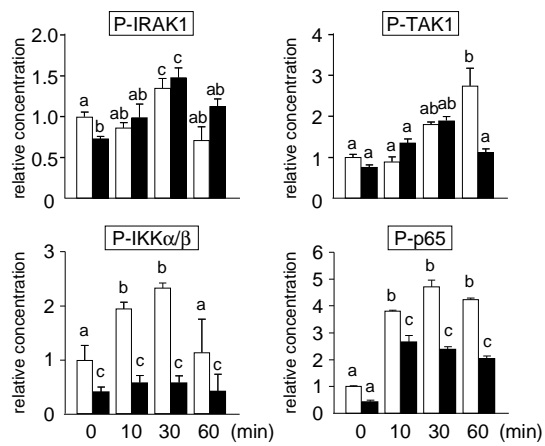 P-IRAK1
relative concentration
2.0
1.5
1.0
0.5
0
a
b
ab
ab
c
c
ab
ab
P-TAK1
relative concentration
4
3
2
1
0
a
a
a
a
ab
ab
b
a
P-IKKα/β
relative concentration
3
2
1
0
a
c
b
c
b
c
a
c
0 10 30 60 (min)
P-p65
relative concentration
6
5
4
3
2
1
0
a
a
b
c
b
c
b
c
0 10 30 60 (min)